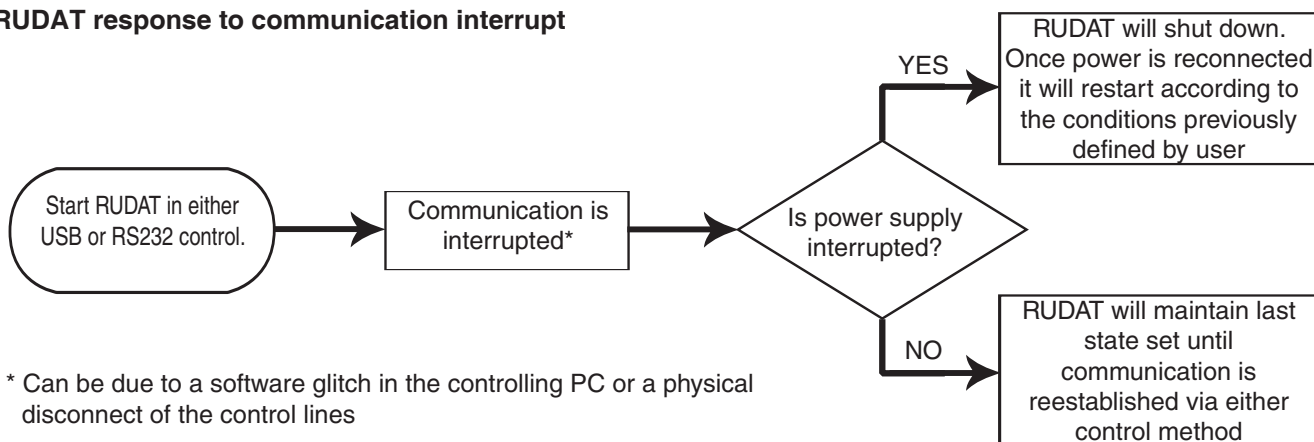 RUDAT response to communication interrupt
Start RUDAT in either
USB or RS232 control.
Communication is
interrupted*
Is power supply
interrupted?
YES
RUDAT will shut down.
Once power is reconnected
it will restart according to
the conditions previously
defined by user
NO
RUDAT will maintain last
state set until
communication is
reestablished via either
control method
* Can be due to a software glitch in the controlling PC or a physical
disconnect of the control lines